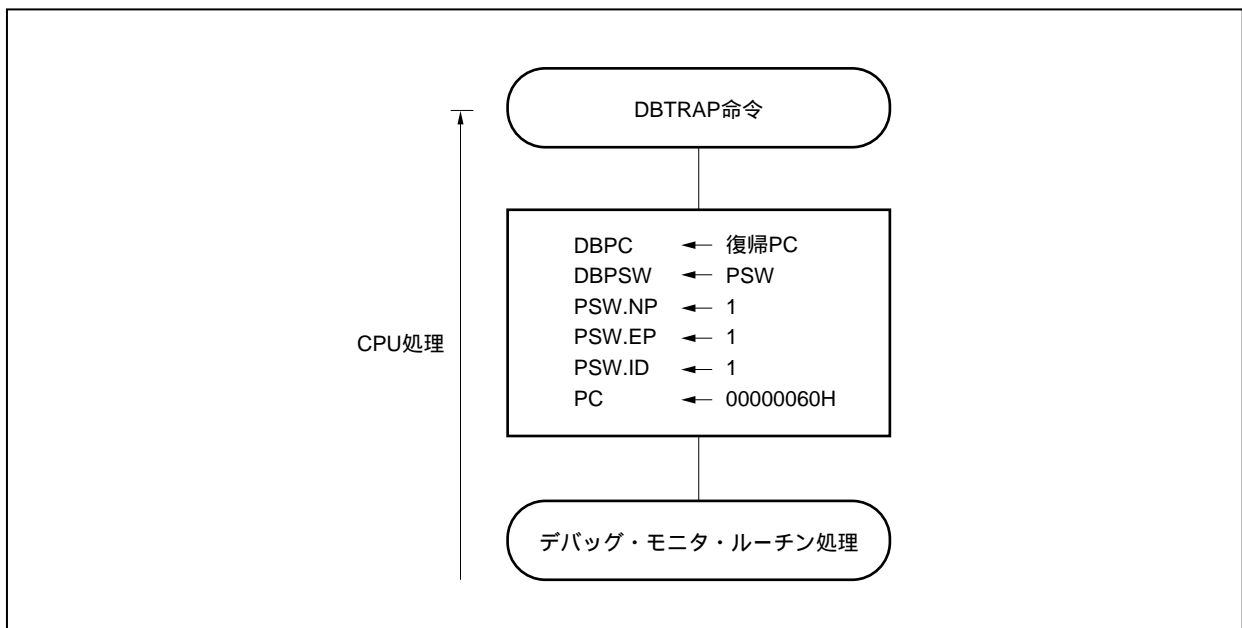 DBTRAP命令
DBPC ← 復帰PC
DBPSW ← PSW
PSW.NP ← 1
PSW.EP ← 1
PSW.ID ← 1
PC ← 00000060H
CPU処理
デバッグ・モニタ・ルーチン処理